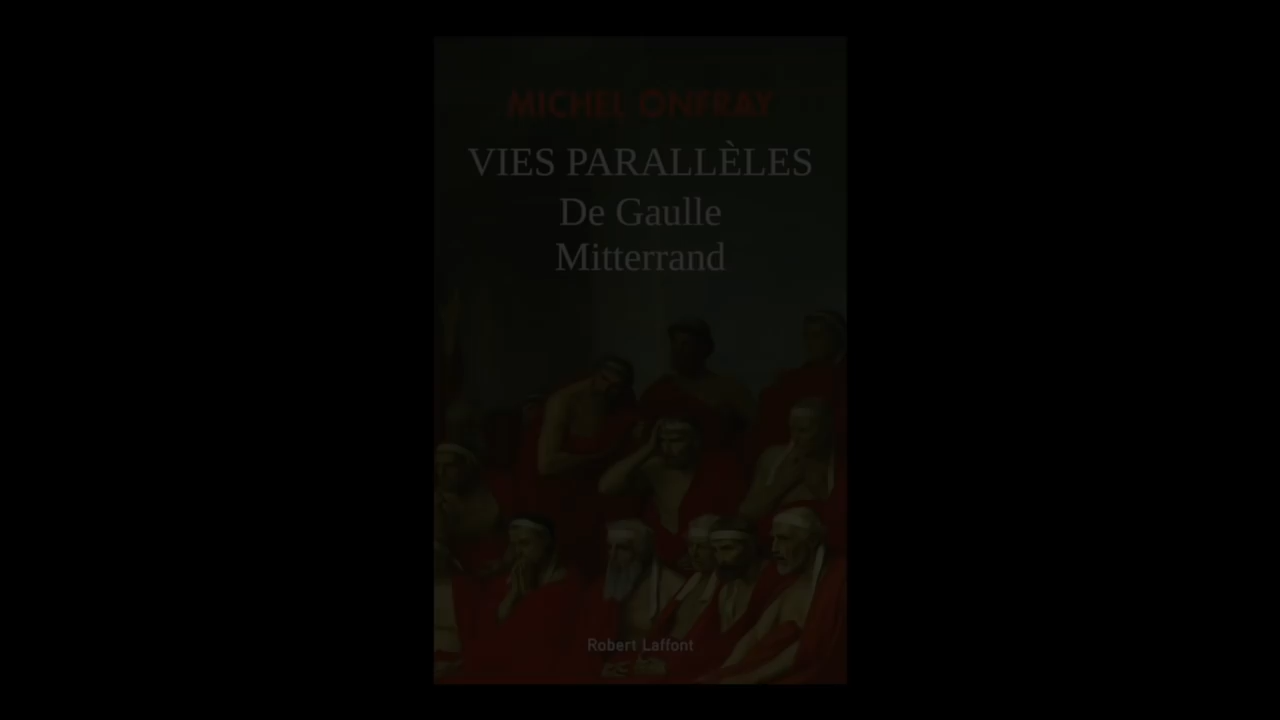 MICHEL ONFRAY
VIES PARALLÈLES
De Gaulle
Mitterrand
Robert Laffont